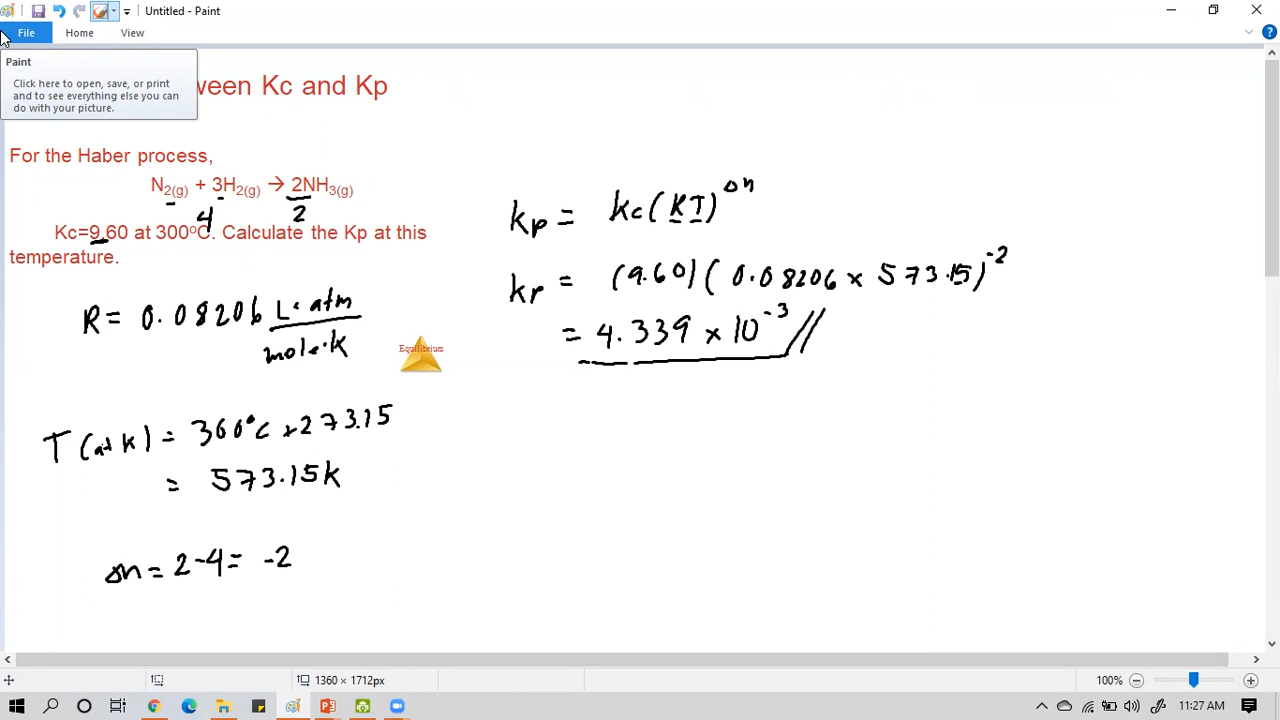 Untitled - Paint
File Home View
Paint
Click here to open, save, or print
and to see everything else you can
do with your picture.
ween Kc and Kp
For the Haber process,
N2(g) + 3H2(g) → 2NH3(g)
4 2
Kc=9.60 at 300°C. Calculate the Kp at this
temperature.
R = 0.08206 L·atm
mole·K
Equilibrium
T (at K) = 300°C + 273.15
= 573.15K
Δn = 2-4 = -2
Kp = Kc(RT)^Δn
Kp = (9.60)(0.08206 × 573.15)^-2
= 4.339 × 10^-3 //
1360 × 1712px
100%
11:27 AM